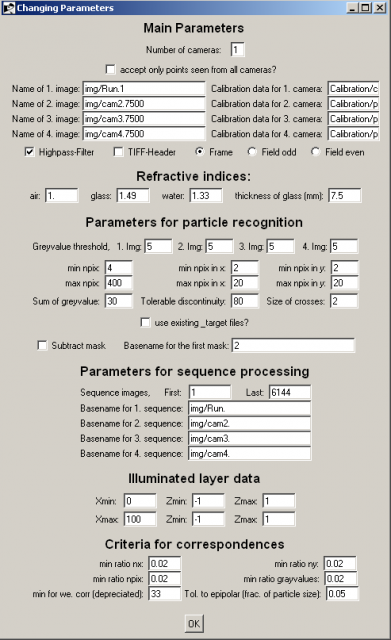 Changing Parameters
Main Parameters
Number of cameras: 1
accept only points seen from all cameras?
Name of 1. image: img/Run.1 Calibration data for 1. camera: Calibration/c
Name of 2. image: img/cam2.7500 Calibration data for 2. camera: Calibration/p
Name of 3. image: img/cam3.7500 Calibration data for 3. camera: Calibration/p
Name of 4. image: img/cam4.7500 Calibration data for 4. camera: Calibration/p
Highpass-Filter TIFF-Header Frame Field odd Field even
Refractive indices:
air: 1. glass: 1.49 water: 1.33 thickness of glass (mm): 7.5
Parameters for particle recognition
Greyvalue threshold, 1. Img: 5 2. Img: 5 3. Img: 5 4. Img: 5
min npix: 4 min npix in x: 2 min npix in y: 2
max npix: 400 max npix in x: 20 max npix in y: 20
Sum of greyvalue: 30 Tolerable discontinuity: 80 Size of crosses: 2
use existing _target files?
Subtract mask Basename for the first mask: 2
Parameters for sequence processing
Sequence images, First: 1 Last: 6144
Basename for 1. sequence: img/Run.
Basename for 2. sequence: img/cam2.
Basename for 3. sequence: img/cam3.
Basename for 4. sequence: img/cam4.
Illuminated layer data
Xmin: 0 Zmin: -1 Zmax: 1
Xmax: 100 Zmin: -1 Zmax: 1
Criteria for correspondences
min ratio nx: 0.02 min ratio ny: 0.02
min ratio npix: 0.02 min ratio grayvalues: 0.02
min for we. corr (depreciated): 33 Tol. to epipolar (frac. of particle size): 0.05
OK